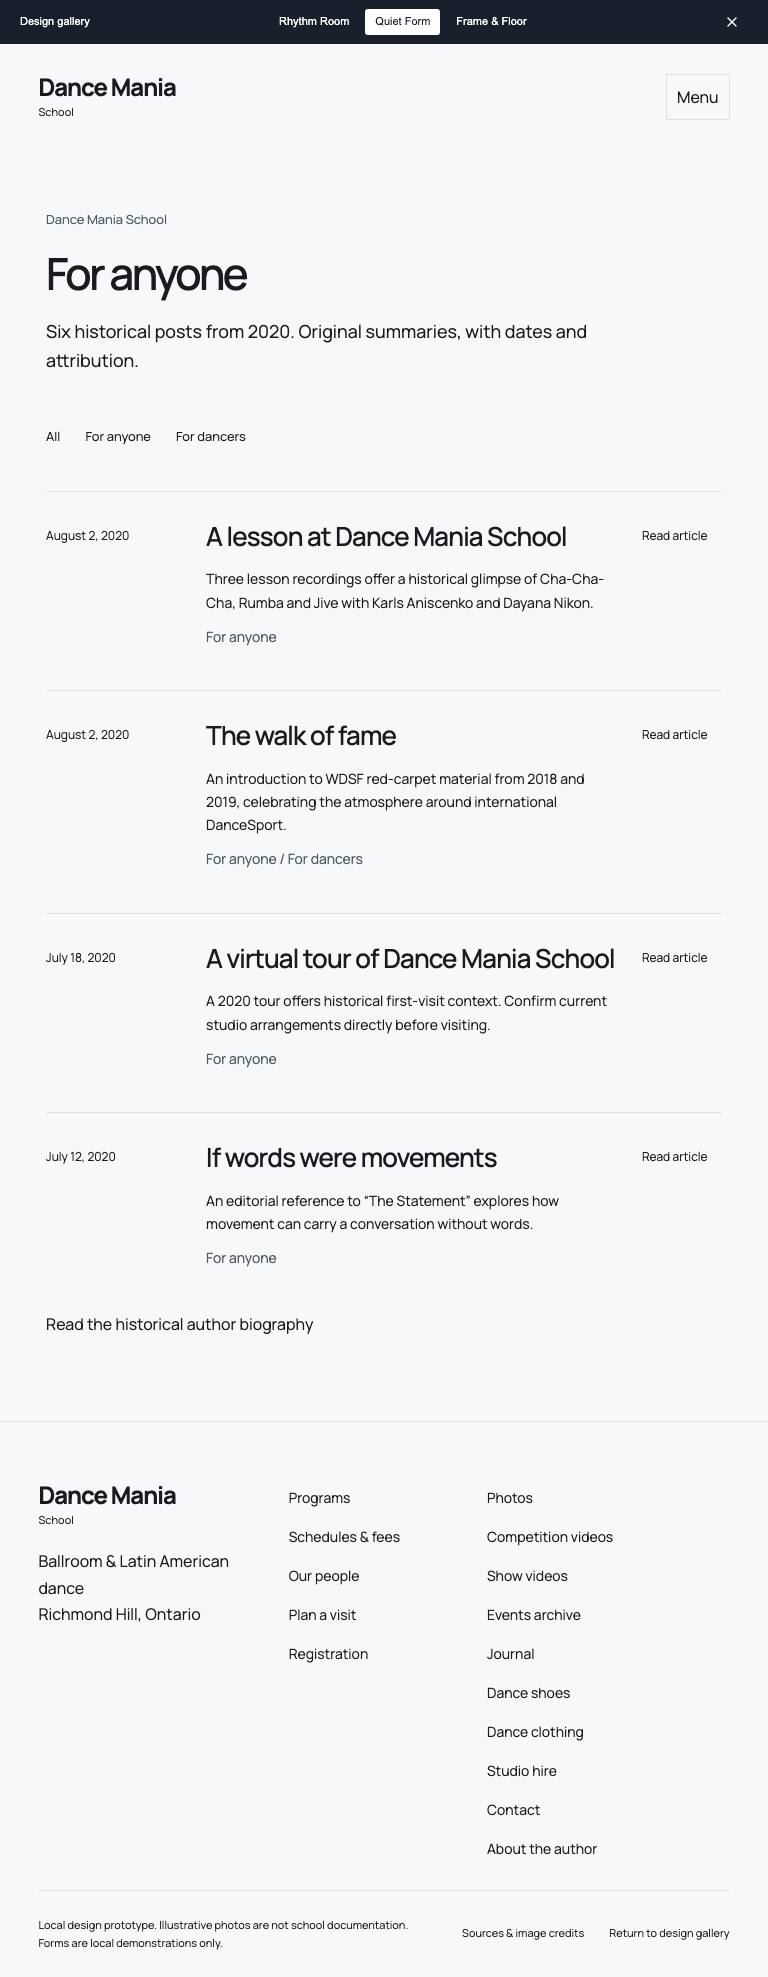 Design gallery
Rhythm Room
Quiet Form
Frame & Floor
×
Dance Mania
School
Menu
Dance Mania School
For anyone
Six historical posts from 2020. Original summaries, with dates and
attribution.
All
For anyone
For dancers
August 2, 2020
A lesson at Dance Mania School
Read article
Three lesson recordings offer a historical glimpse of Cha-Cha-
Cha, Rumba and Jive with Karls Aniscenko and Dayana Nikon.
For anyone
August 2, 2020
The walk of fame
Read article
An introduction to WDSF red-carpet material from 2018 and
2019, celebrating the atmosphere around international
DanceSport.
For anyone / For dancers
July 18, 2020
A virtual tour of Dance Mania School
Read article
A 2020 tour offers historical first-visit context. Confirm current
studio arrangements directly before visiting.
For anyone
July 12, 2020
If words were movements
Read article
An editorial reference to “The Statement” explores how
movement can carry a conversation without words.
For anyone
Read the historical author biography
Dance Mania
School
Ballroom & Latin American
dance
Richmond Hill, Ontario
Programs
Schedules & fees
Our people
Plan a visit
Registration
Photos
Competition videos
Show videos
Events archive
Journal
Dance shoes
Dance clothing
Studio hire
Contact
About the author
Local design prototype. Illustrative photos are not school documentation.
Forms are local demonstrations only.
Sources & image credits
Return to design gallery